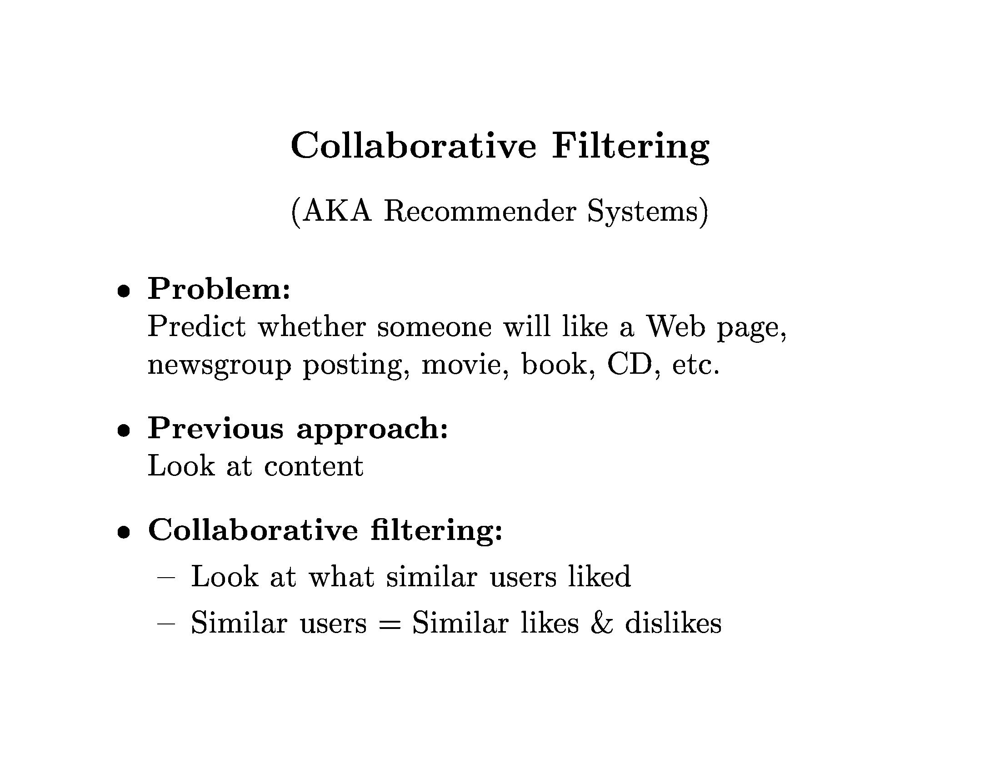 Collaborative Filtering
(AKA Recommender Systems)
• Problem:
Predict whether someone will like a Web page,
newsgroup posting, movie, book, CD, etc.
• Previous approach:
Look at content
• Collaborative filtering:
– Look at what similar users liked
– Similar users = Similar likes & dislikes